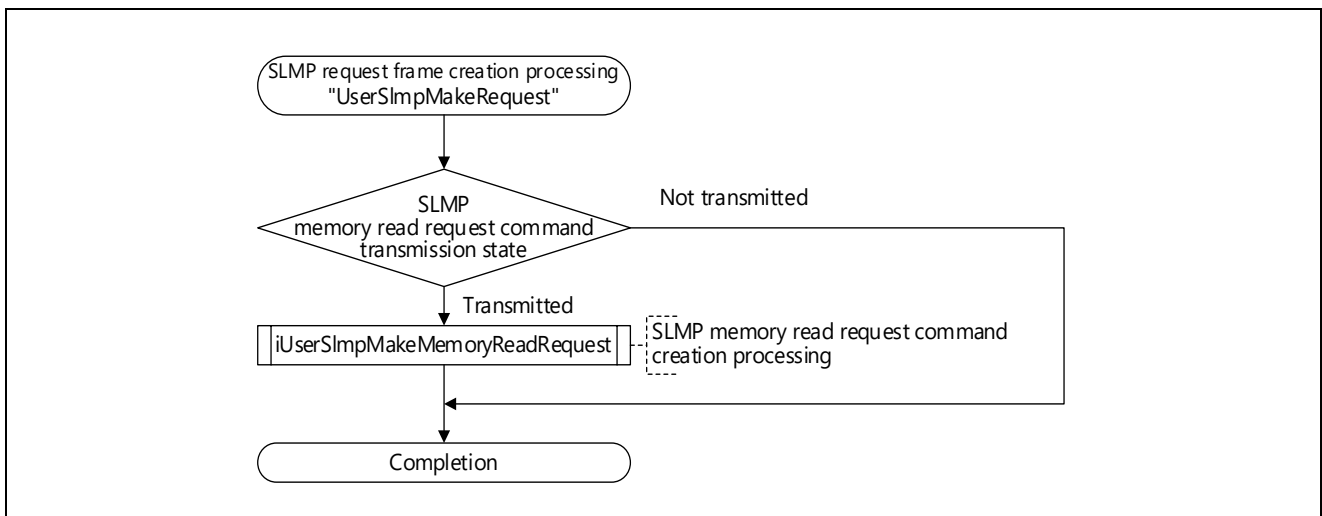 SLMP request frame creation processing
"UserSlmpMakeRequest"
SLMP
memory read request command
transmission state
Not transmitted
Transmitted
iUserSlmpMakeMemoryReadRequest
SLMP memory read request command
creation processing
Completion